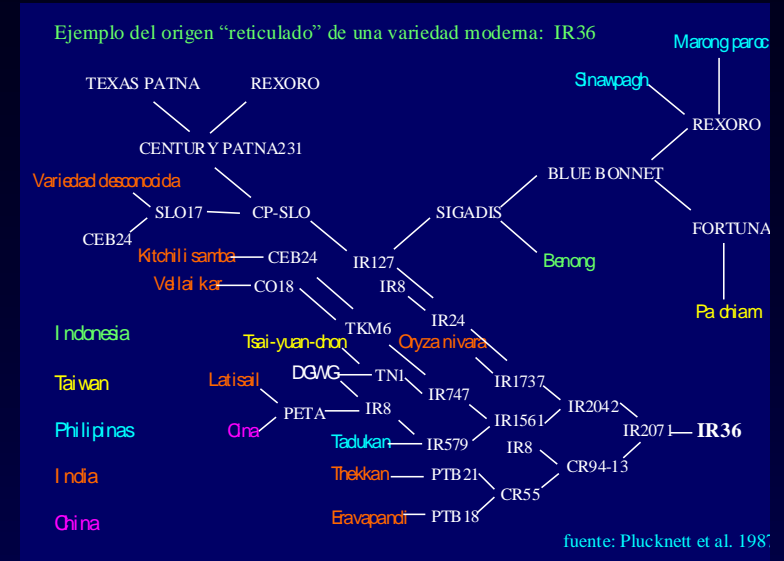 Ejemplo del origen “reticulado” de una variedad moderna: IR36
Marong paroc
TEXAS PATNA REXORO
Sinawpagh
REXORO
CENTURY PATNA231
BLUE BONNET
Variedad desconocida
SLO17 CP-SLO SIGADIS
FORTUNA
CEB24
Kitchili samba CEB24 IR127 Benong
Vellai kar CO18 IR8
Pa chiam
Indonesia TKM6 IR24
Tsai-yuan-chon Oryza nivara
Taiwan Latisail DGWG TN1 IR1737
IR747
PETA IR8 IR1561 IR2042
Philipinas Cina Tadukan IR579 IR8 IR2071 IR36
India Thekkan PTB21 CR94-13
CR55
China Eravapandi PTB18
fuente: Plucknett et al. 1987